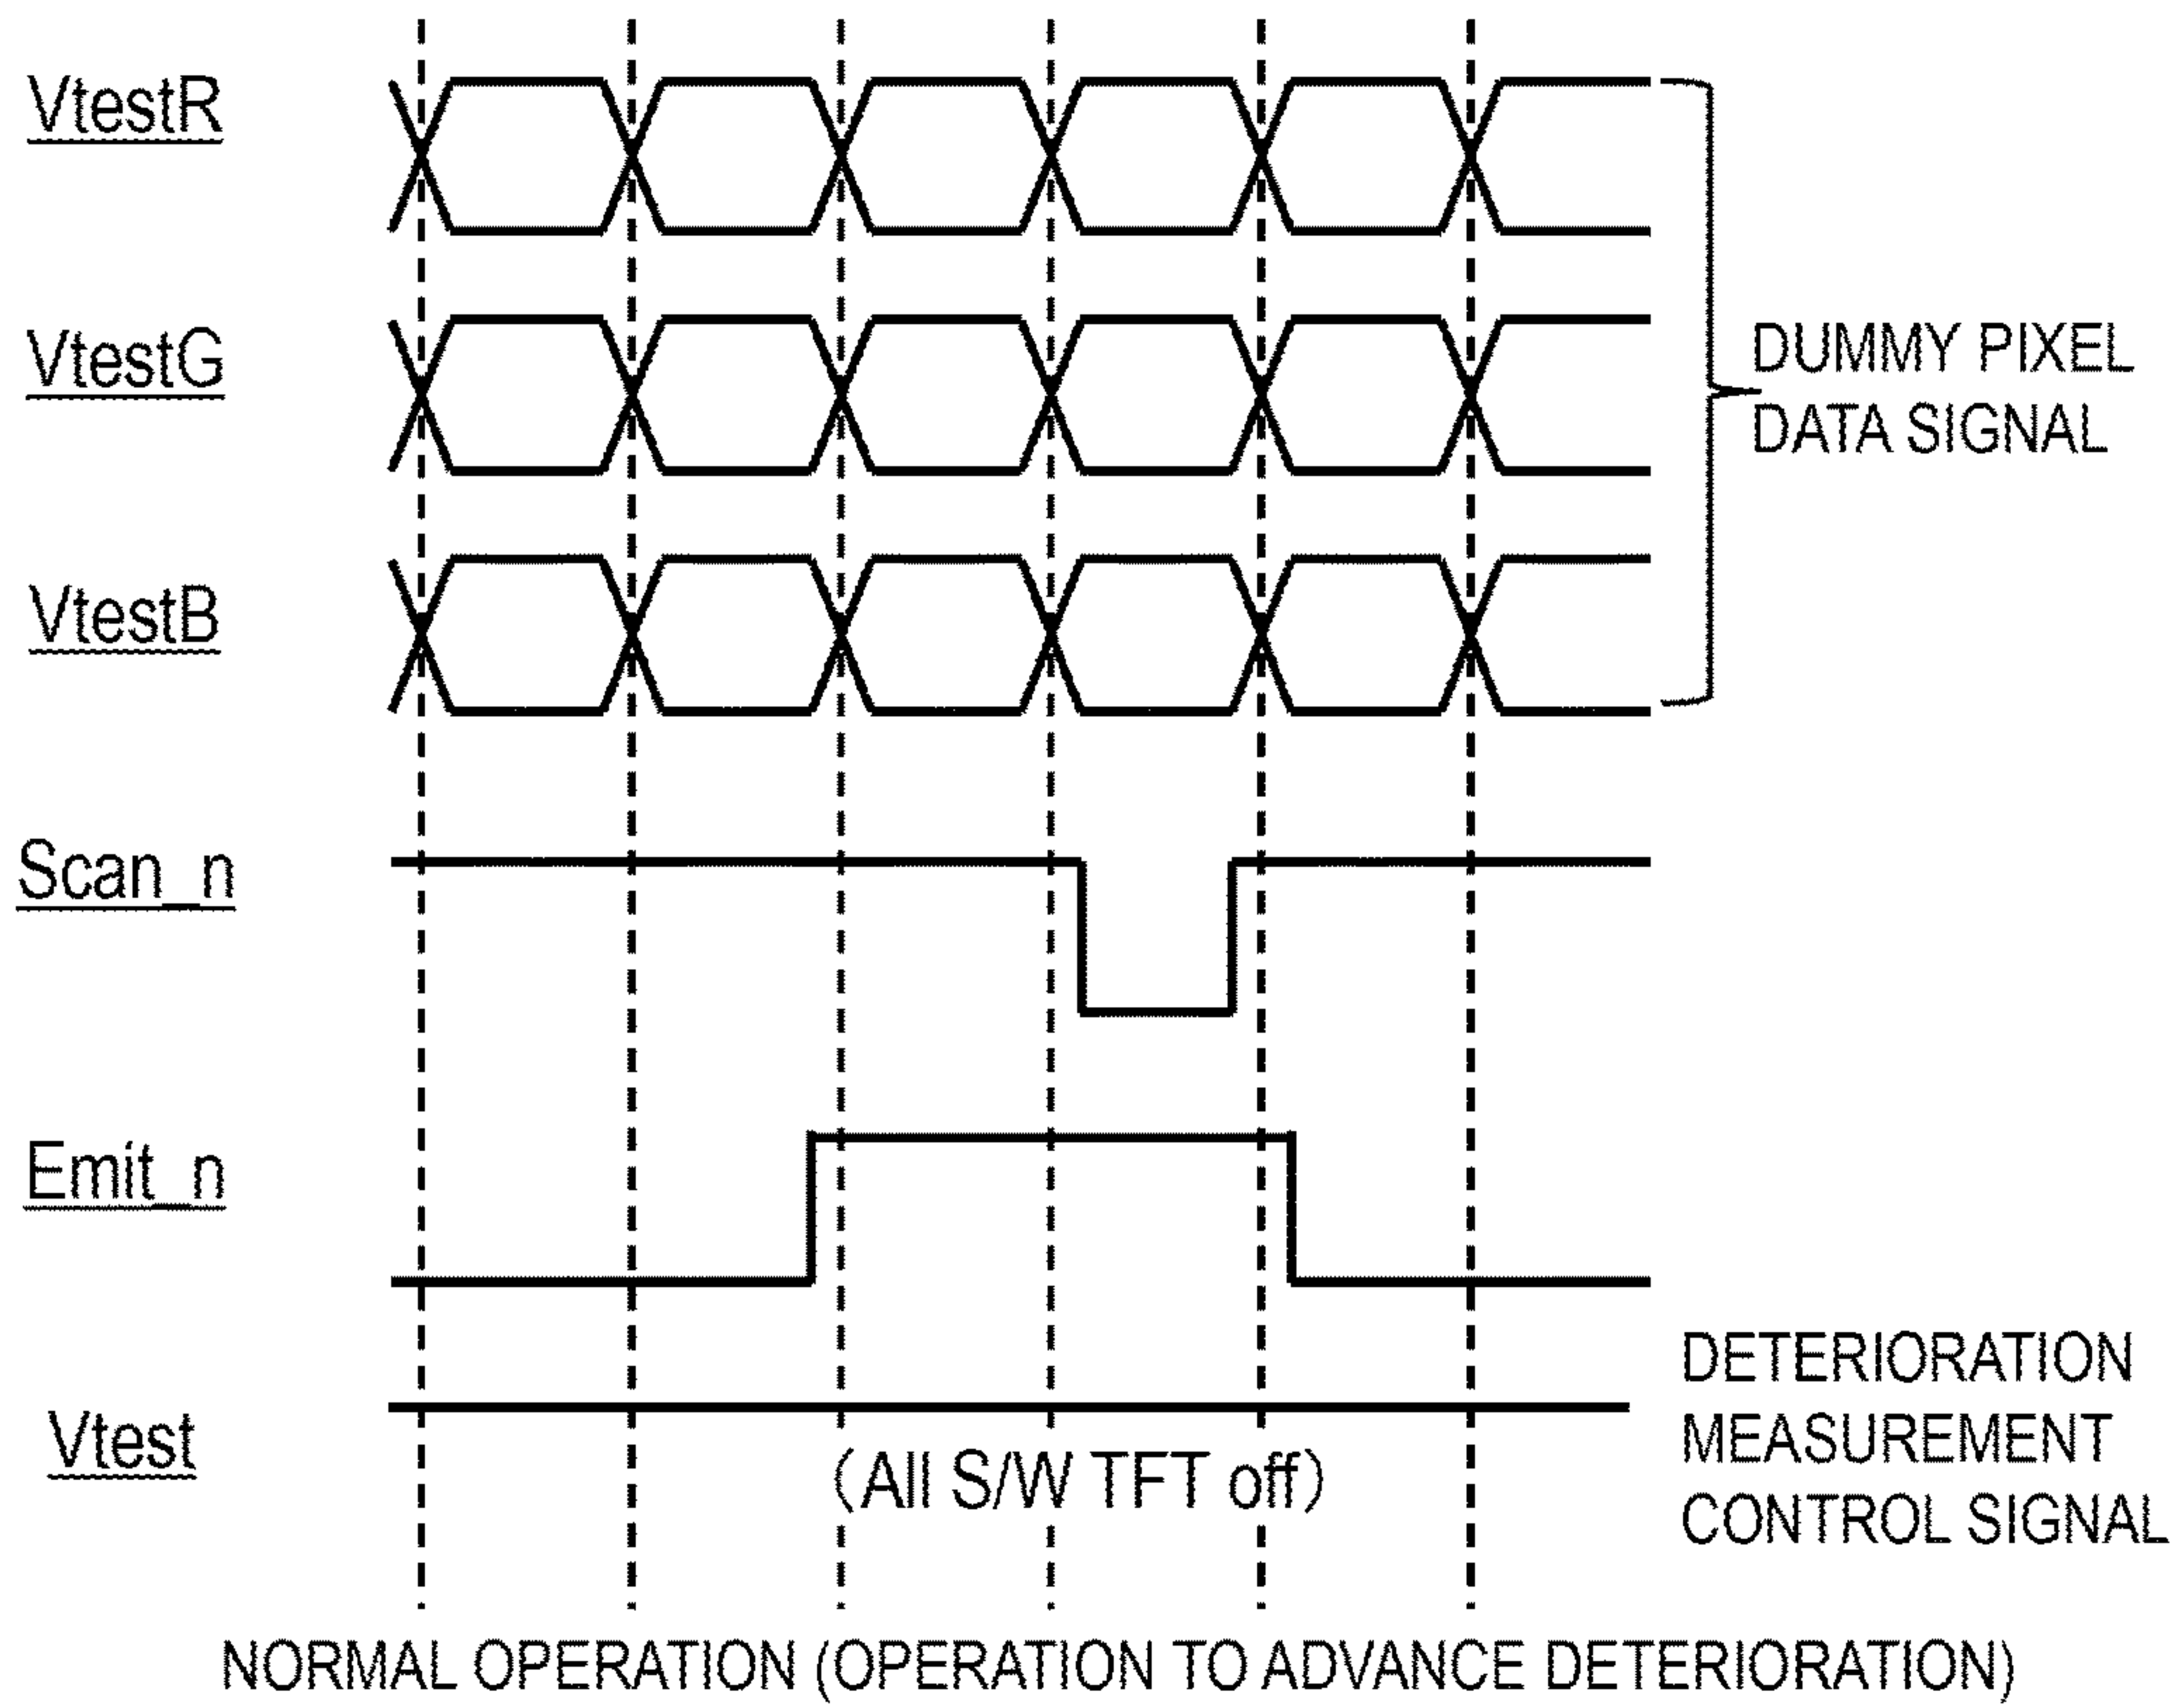 VtestR
VtestG
DUMMY PIXEL
DATA SIGNAL
VtestB
Scan_n
Emit_n
Vtest
(All S/W TFT off)
DETERIORATION
MEASUREMENT
CONTROL SIGNAL
NORMAL OPERATION (OPERATION TO ADVANCE DETERIORATION)